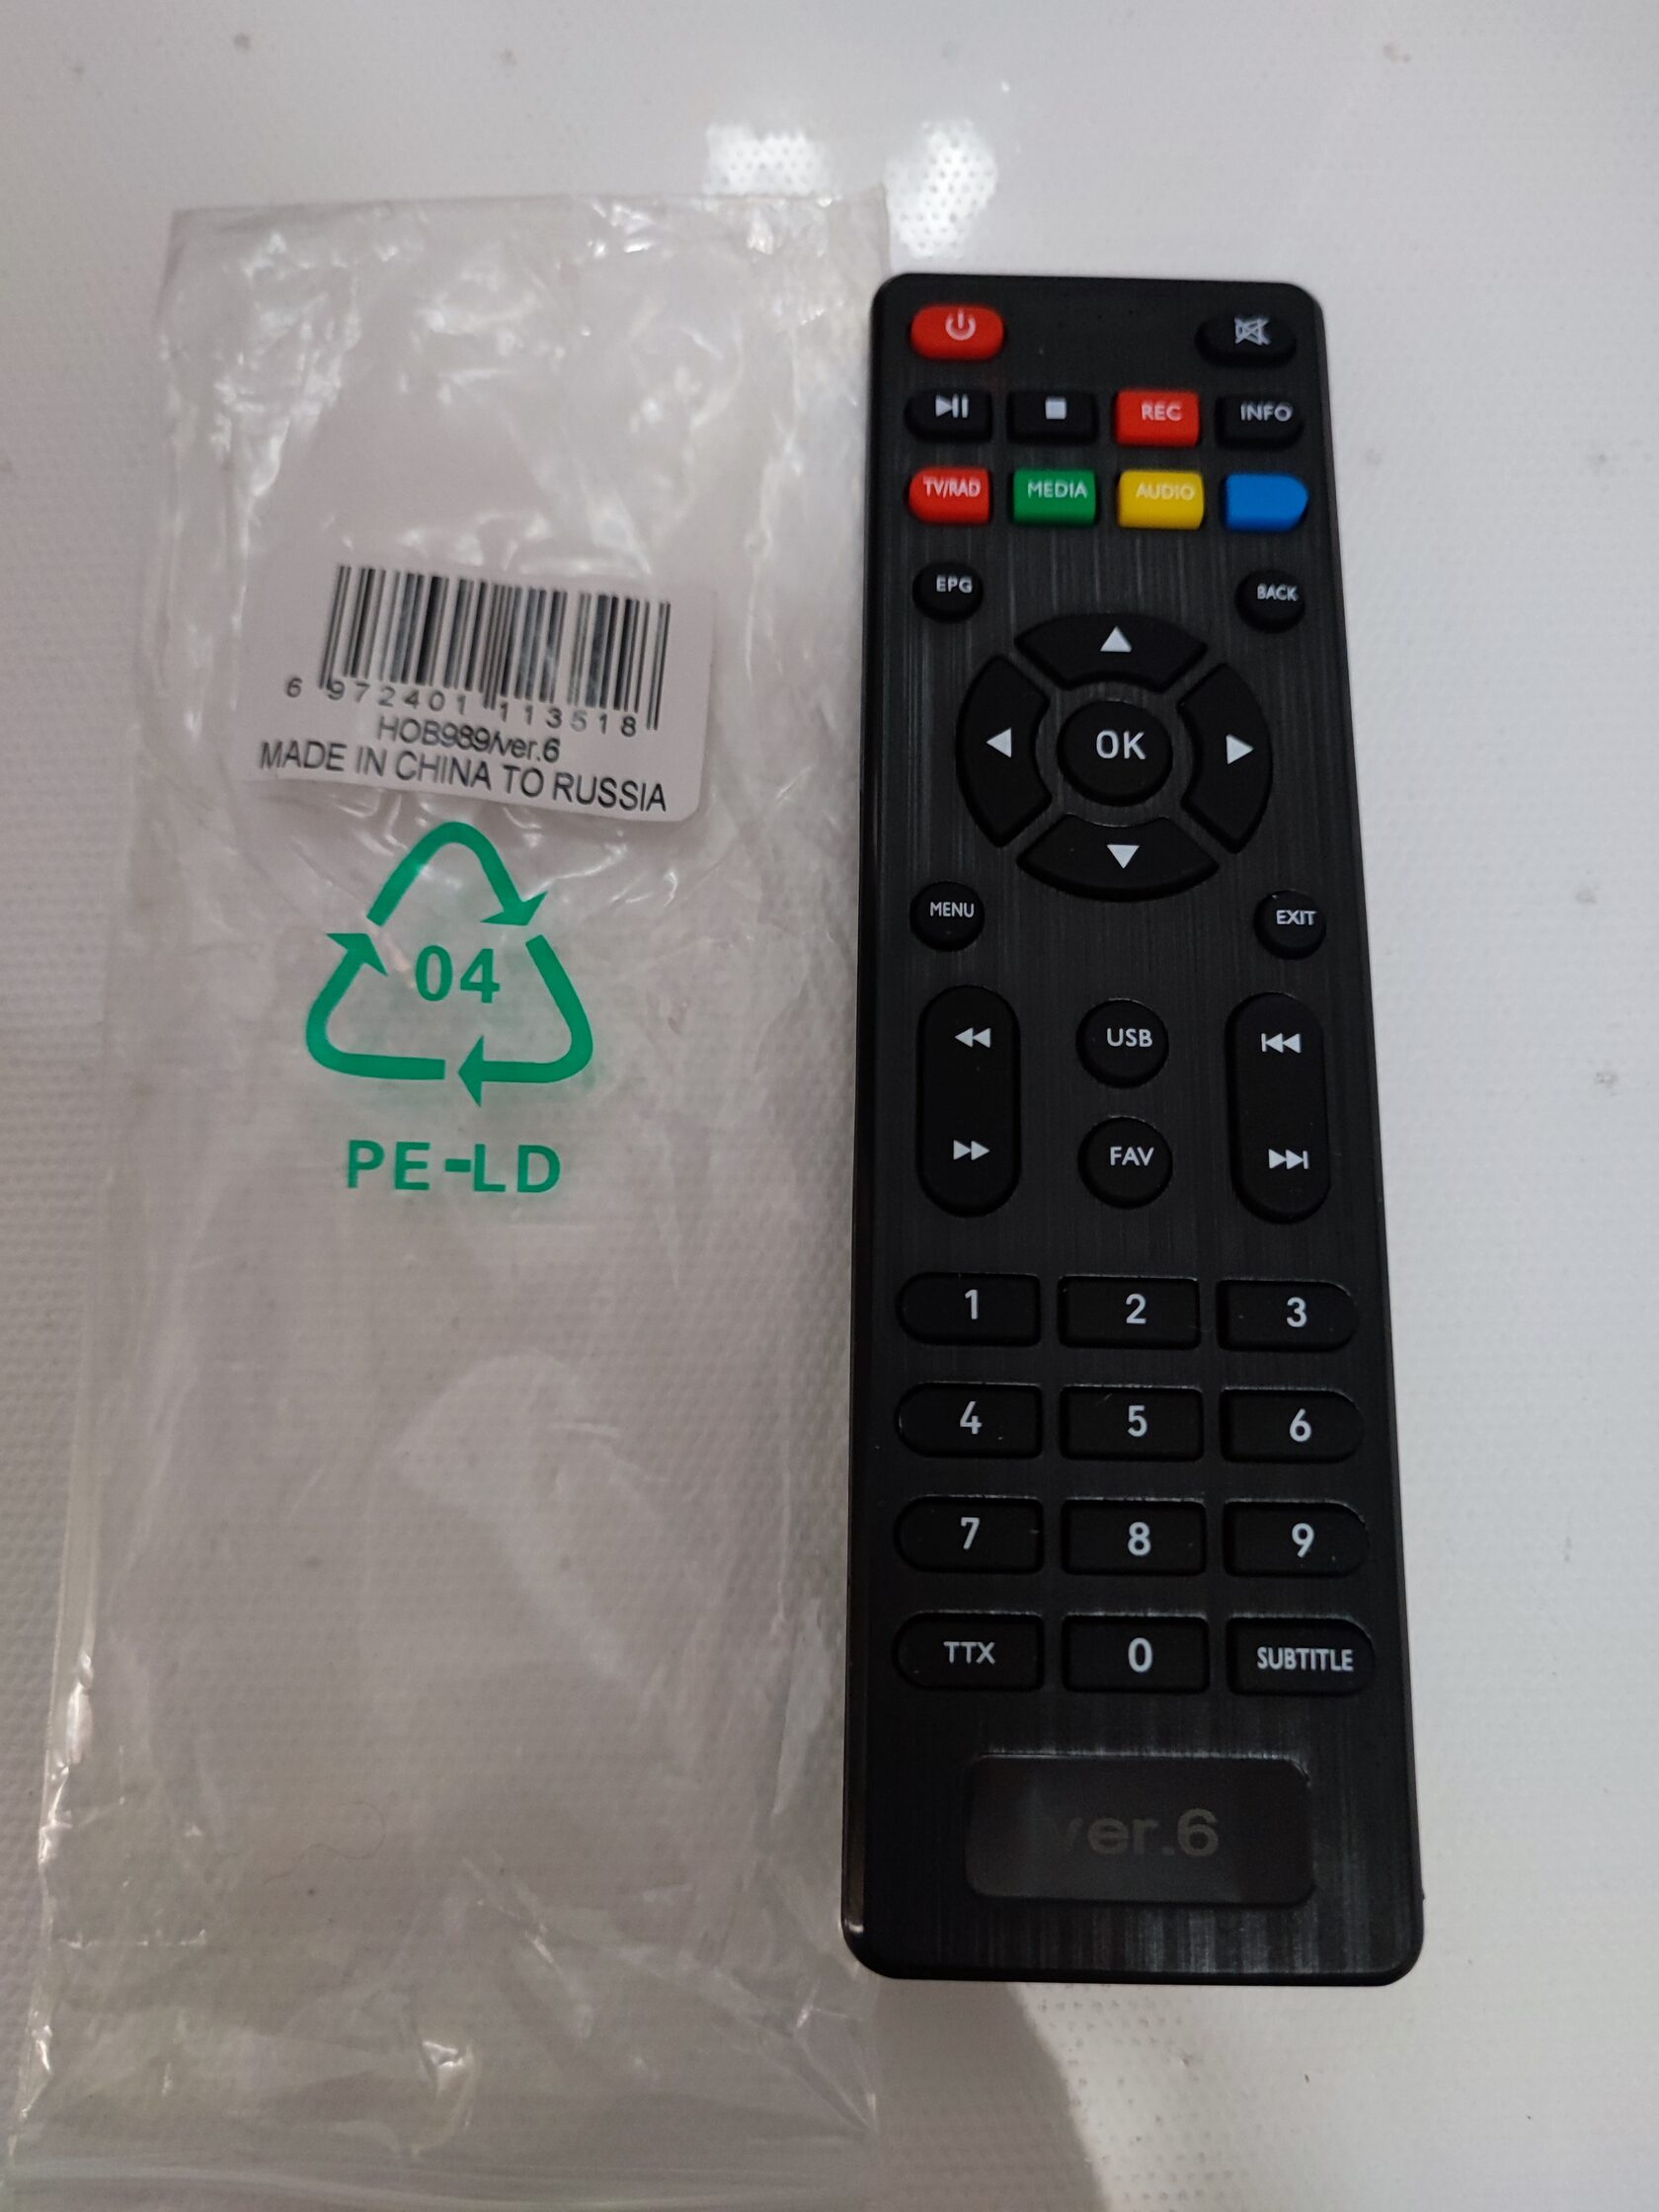 6 972401 113518
HOB989/ver.6
MADE IN CHINA TO RUSSIA
04
PE-LD
REC INFO
TV/RAD MEDIA AUDIO
EPG BACK
OK
MENU EXIT
USB
FAV
1 2 3
4 5 6
7 8 9
TTX 0 SUBTITLE
ver.6